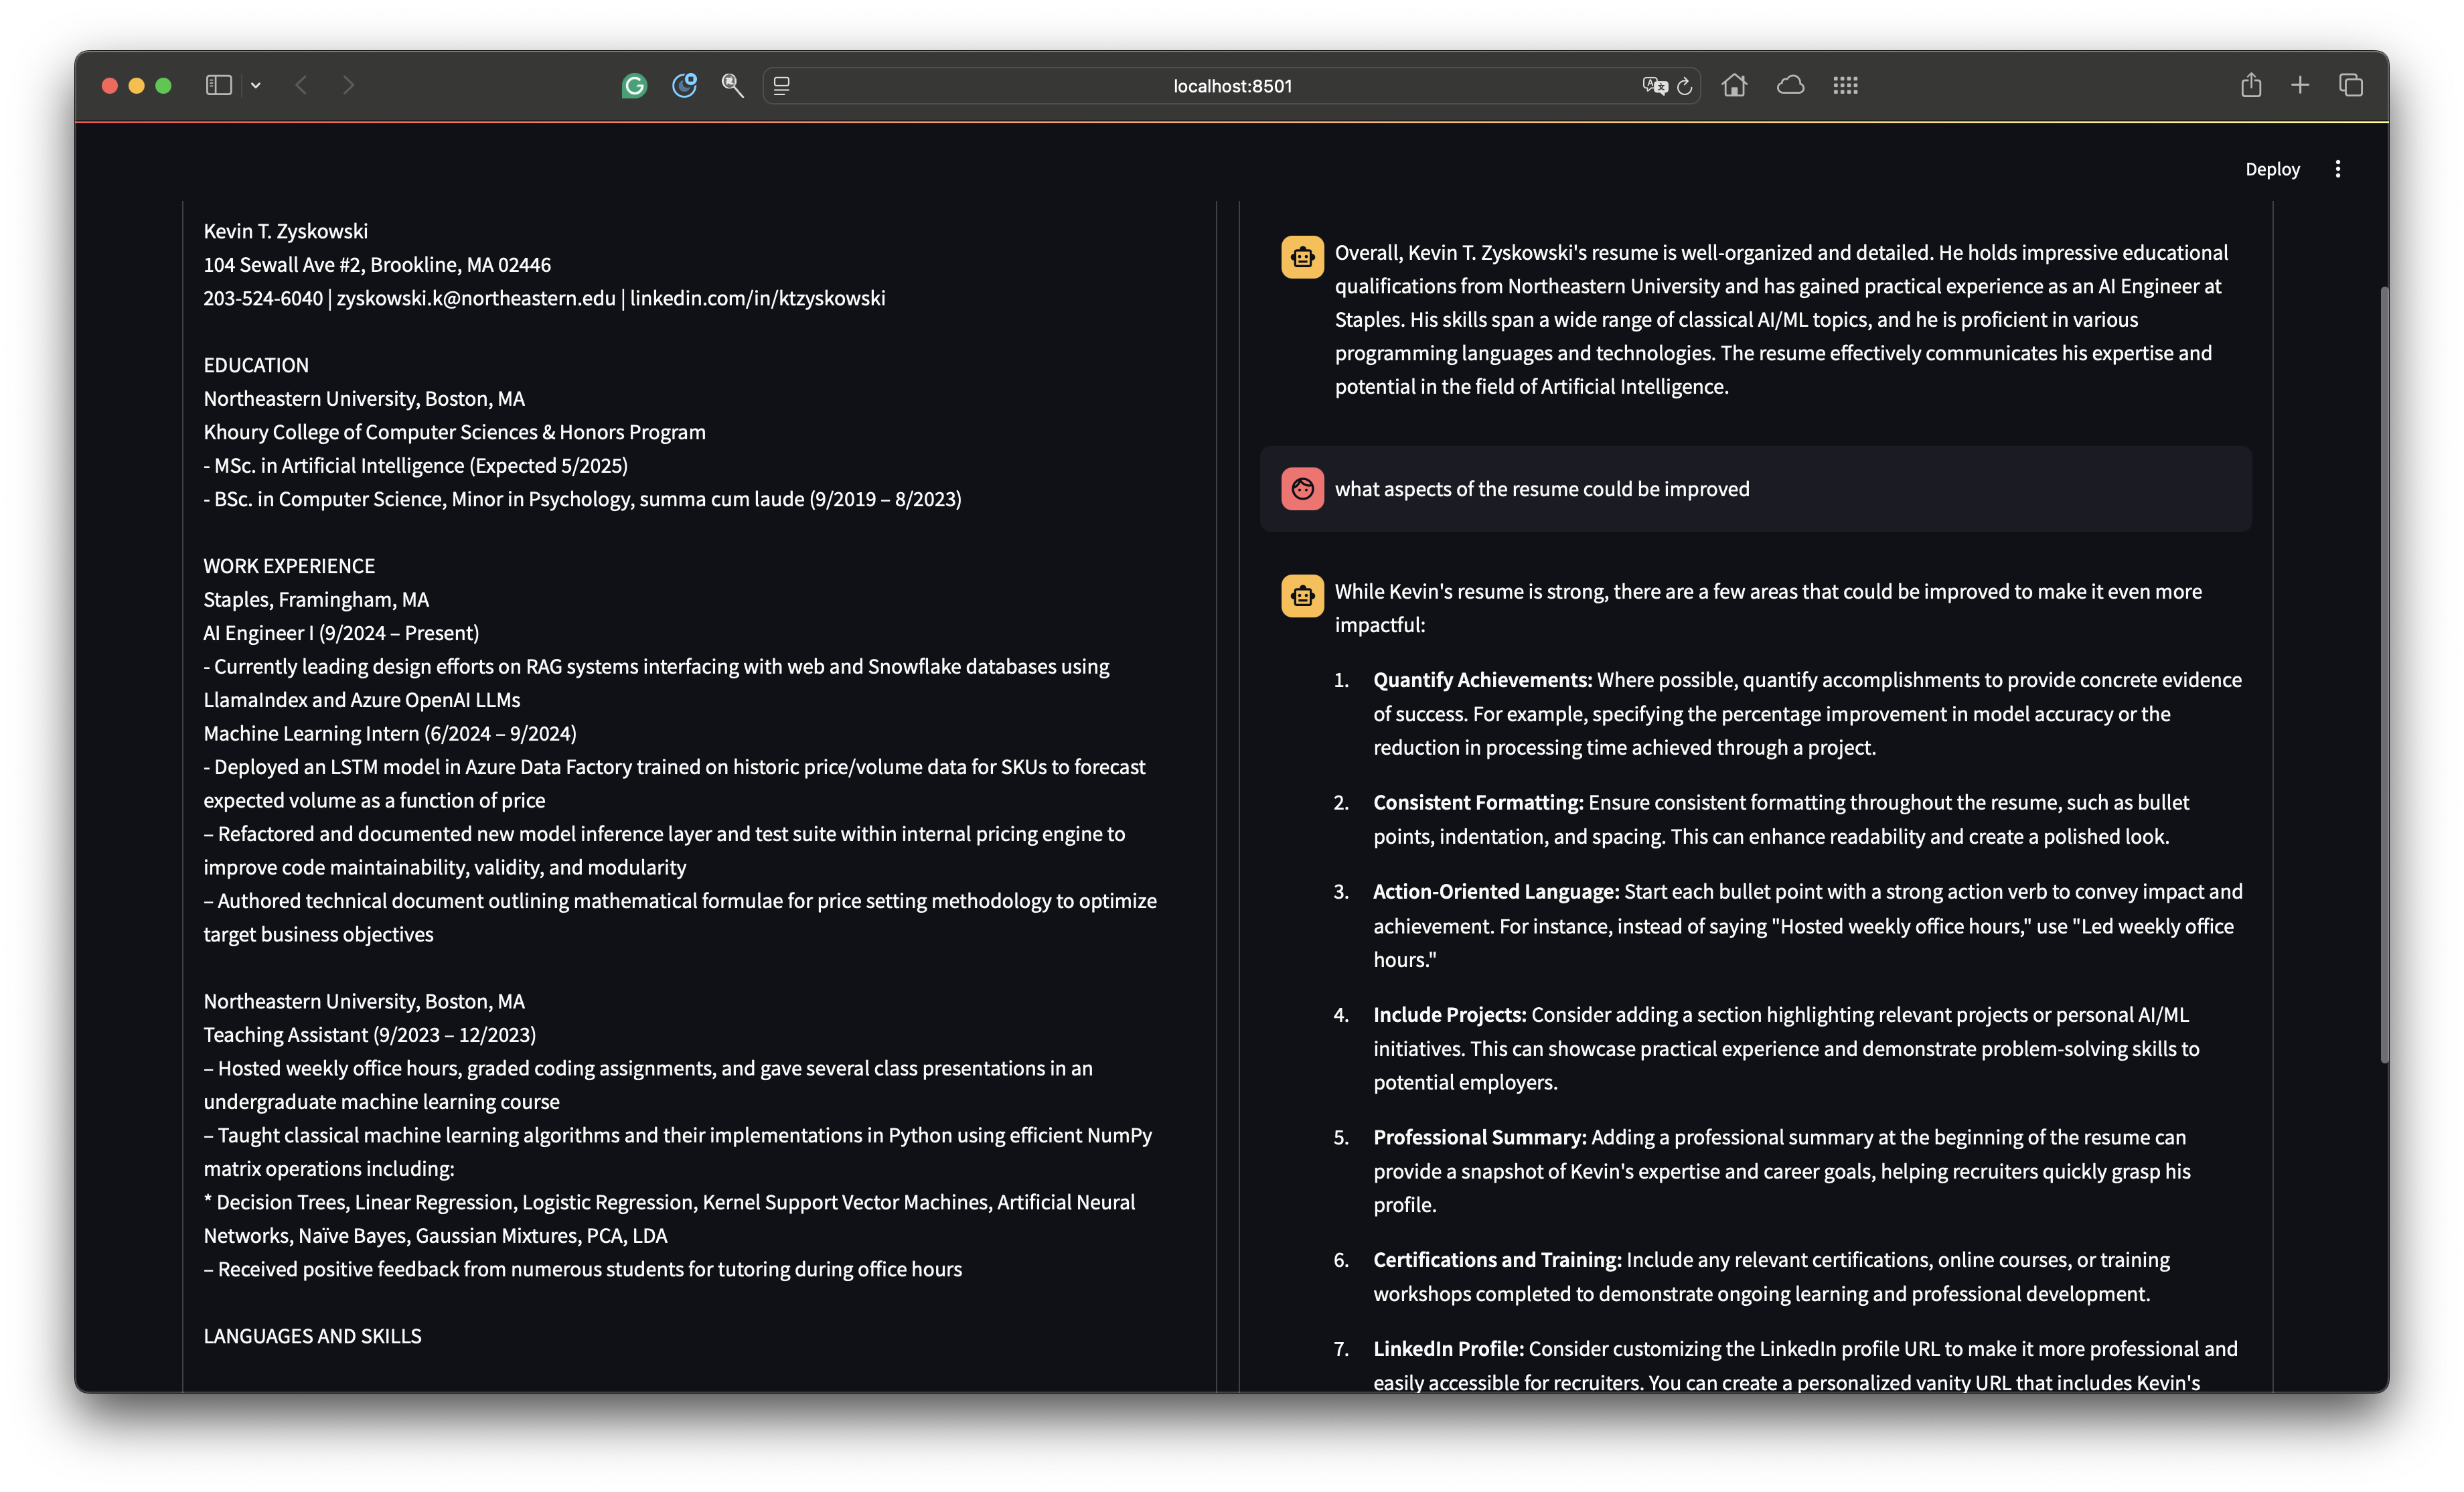 localhost:8501
Deploy
Kevin T. Zyskowski
104 Sewall Ave #2, Brookline, MA 02446
203-524-6040 | zyskowski.k@northeastern.edu | linkedin.com/in/ktzyskowski
EDUCATION
Northeastern University, Boston, MA
Khoury College of Computer Sciences & Honors Program
- MSc. in Artificial Intelligence (Expected 5/2025)
- BSc. in Computer Science, Minor in Psychology, summa cum laude (9/2019 – 8/2023)
WORK EXPERIENCE
Staples, Framingham, MA
AI Engineer I (9/2024 – Present)
- Currently leading design efforts on RAG systems interfacing with web and Snowflake databases using
LlamaIndex and Azure OpenAI LLMs
Machine Learning Intern (6/2024 – 9/2024)
- Deployed an LSTM model in Azure Data Factory trained on historic price/volume data for SKUs to forecast
expected volume as a function of price
– Refactored and documented new model inference layer and test suite within internal pricing engine to
improve code maintainability, validity, and modularity
– Authored technical document outlining mathematical formulae for price setting methodology to optimize
target business objectives
Northeastern University, Boston, MA
Teaching Assistant (9/2023 – 12/2023)
– Hosted weekly office hours, graded coding assignments, and gave several class presentations in an
undergraduate machine learning course
– Taught classical machine learning algorithms and their implementations in Python using efficient NumPy
matrix operations including:
* Decision Trees, Linear Regression, Logistic Regression, Kernel Support Vector Machines, Artificial Neural
Networks, Naïve Bayes, Gaussian Mixtures, PCA, LDA
– Received positive feedback from numerous students for tutoring during office hours
LANGUAGES AND SKILLS
Overall, Kevin T. Zyskowski's resume is well-organized and detailed. He holds impressive educational
qualifications from Northeastern University and has gained practical experience as an AI Engineer at
Staples. His skills span a wide range of classical AI/ML topics, and he is proficient in various
programming languages and technologies. The resume effectively communicates his expertise and
potential in the field of Artificial Intelligence.
what aspects of the resume could be improved
While Kevin's resume is strong, there are a few areas that could be improved to make it even more
impactful:
1. Quantify Achievements: Where possible, quantify accomplishments to provide concrete evidence
of success. For example, specifying the percentage improvement in model accuracy or the
reduction in processing time achieved through a project.
2. Consistent Formatting: Ensure consistent formatting throughout the resume, such as bullet
points, indentation, and spacing. This can enhance readability and create a polished look.
3. Action-Oriented Language: Start each bullet point with a strong action verb to convey impact and
achievement. For instance, instead of saying "Hosted weekly office hours," use "Led weekly office
hours."
4. Include Projects: Consider adding a section highlighting relevant projects or personal AI/ML
initiatives. This can showcase practical experience and demonstrate problem-solving skills to
potential employers.
5. Professional Summary: Adding a professional summary at the beginning of the resume can
provide a snapshot of Kevin's expertise and career goals, helping recruiters quickly grasp his
profile.
6. Certifications and Training: Include any relevant certifications, online courses, or training
workshops completed to demonstrate ongoing learning and professional development.
7. LinkedIn Profile: Consider customizing the LinkedIn profile URL to make it more professional and
easily accessible for recruiters. You can create a personalized vanity URL that includes Kevin's